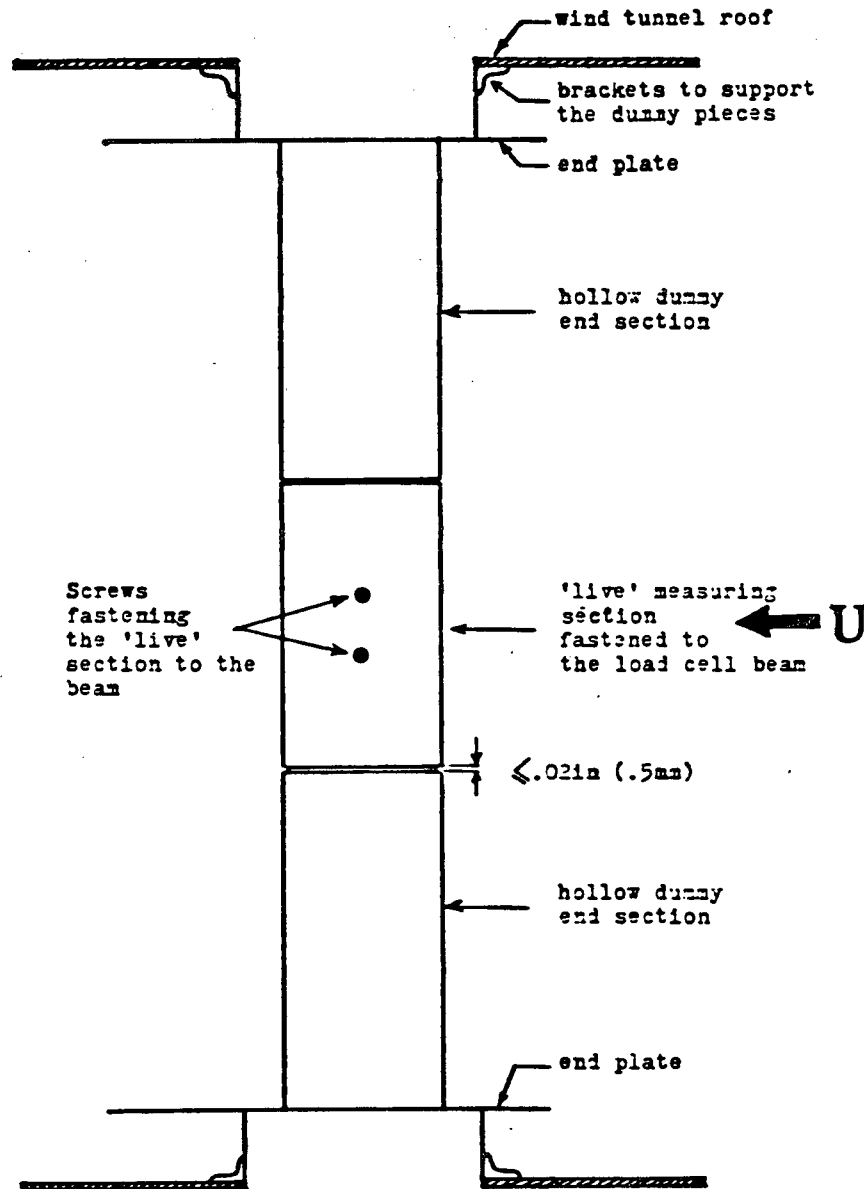 wind tunnel roof
brackets to support
the dummy pieces
end plate
hollow dummy
end section
Screws
fastening
the 'live'
section to the
beam
'live' measuring
section
fastened to
the load cell beam
U
≤.02in (.5mm)
hollow dummy
end section
end plate